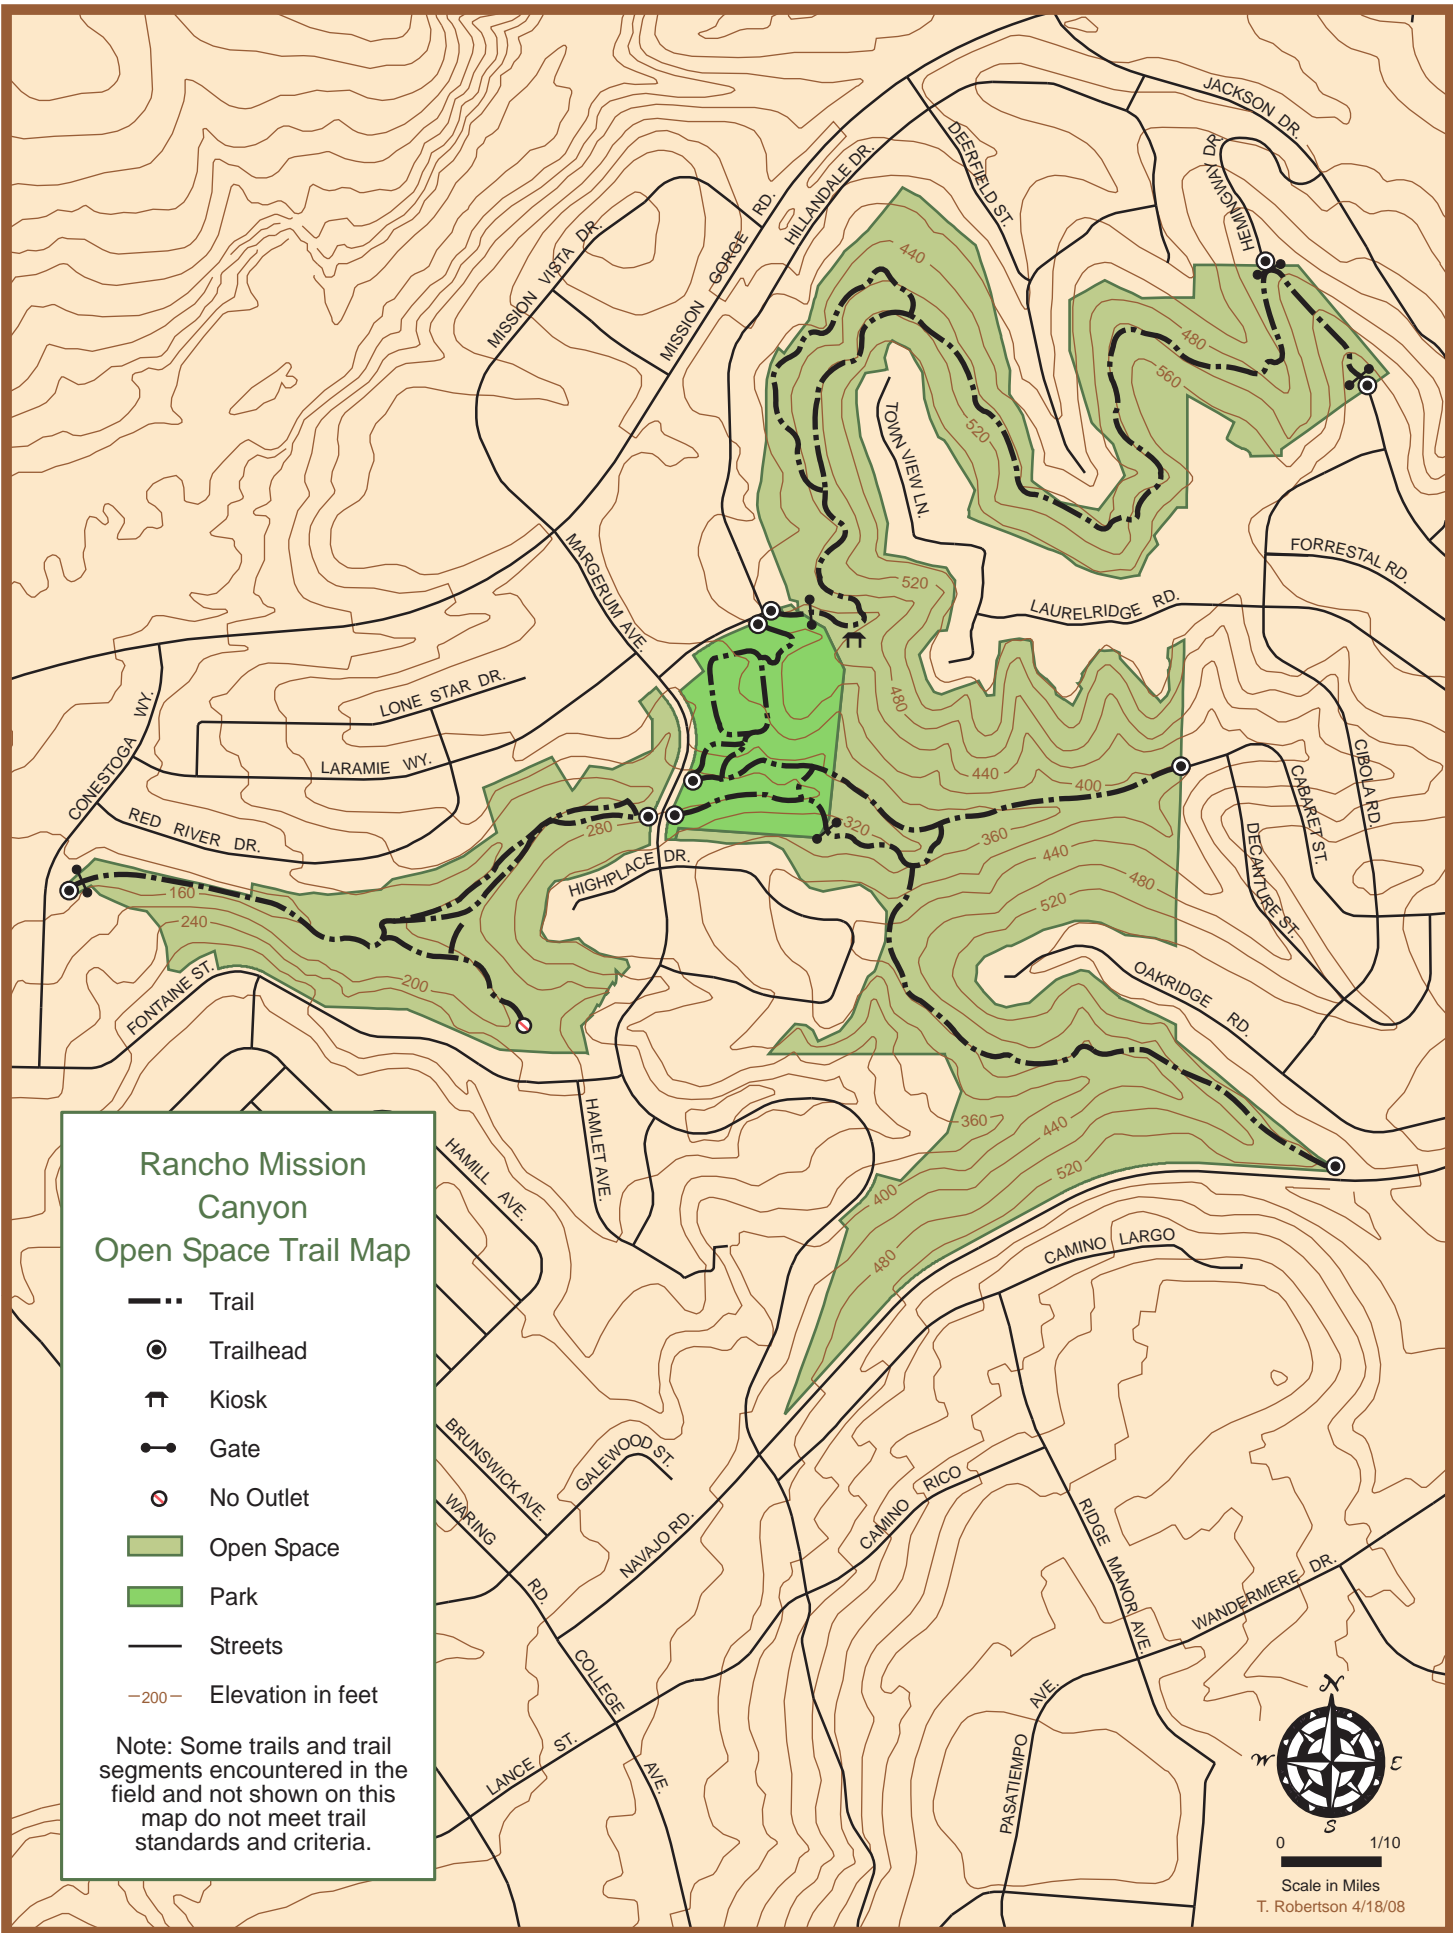 JACKSON DR.
HEMINGWAY DR.
DEERFIELD ST.
HILLANDALE DR.
MISSION GORGE RD.
MISSION VISTA DR.
440
480
560
520
TOWN VIEW LN.
FORRESTAL RD.
MARGERUM AVE.
520
LAURELRIDGE RD.
CONESTOGA WY.
LONE STAR DR.
LARAMIE WY.
RED RIVER DR.
480
440
400
CIBOLA RD.
CABARET ST.
DECANTURE ST.
280
320
360
440
480
520
HIGHPLACE DR.
160
240
200
FONTAINE ST.
OAKRIDGE RD.
HAMLET AVE.
360
440
520
400
480
HAMILL AVE.
CAMINO LARGO
Rancho Mission
Canyon
Open Space Trail Map
Trail
Trailhead
Kiosk
Gate
No Outlet
Open Space
Park
Streets
200
Elevation in feet
Note: Some trails and trail
segments encountered in the
field and not shown on this
map do not meet trail
standards and criteria.
BRUNSWICK AVE.
GALEWOOD ST.
WARING RD.
NAVAJO RD.
CAMINO RICO
RIDGE MANOR AVE.
WANDERMERE DR.
COLLEGE AVE.
LANCE ST.
PASATIEMPO AVE.
N
W
E
S
0 1/10
Scale in Miles
T. Robertson 4/18/08